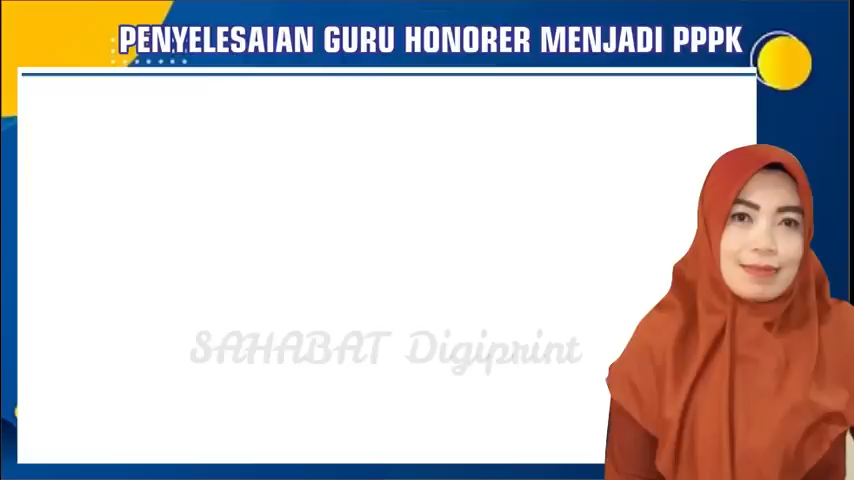 PENYELESAIAN GURU HONORER MENJADI PPPK
SAHABAT Digiprint